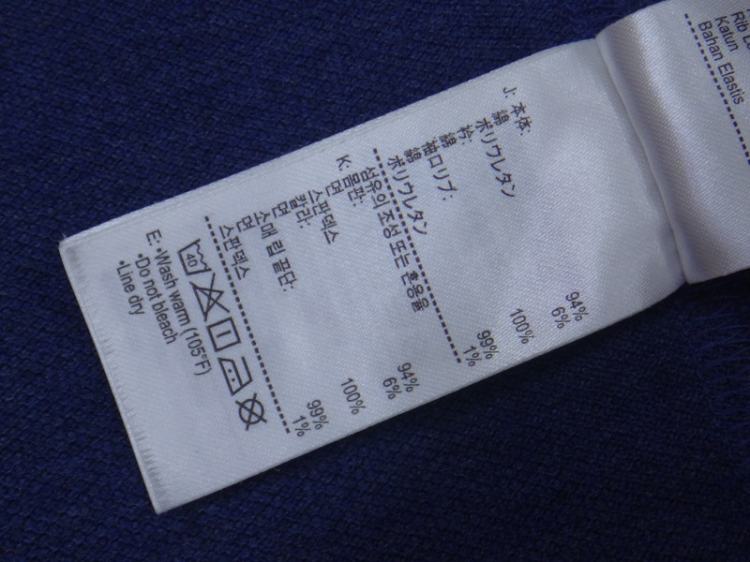 Rib L
Katun
Bahan Elastis
J: 本体:
綿 94%
ポリウレタン 6%
衿:
綿 100%
袖口リブ:
綿 99%
ポリウレタン 1%
섬유의 조성 또는 혼용율
K: 몸판:
면 94%
스판덱스 6%
칼라:
면 100%
소매 립 끝단:
면 99%
스판덱스 1%
40
E: •Wash warm (105°F)
•Do not bleach
•Line dry